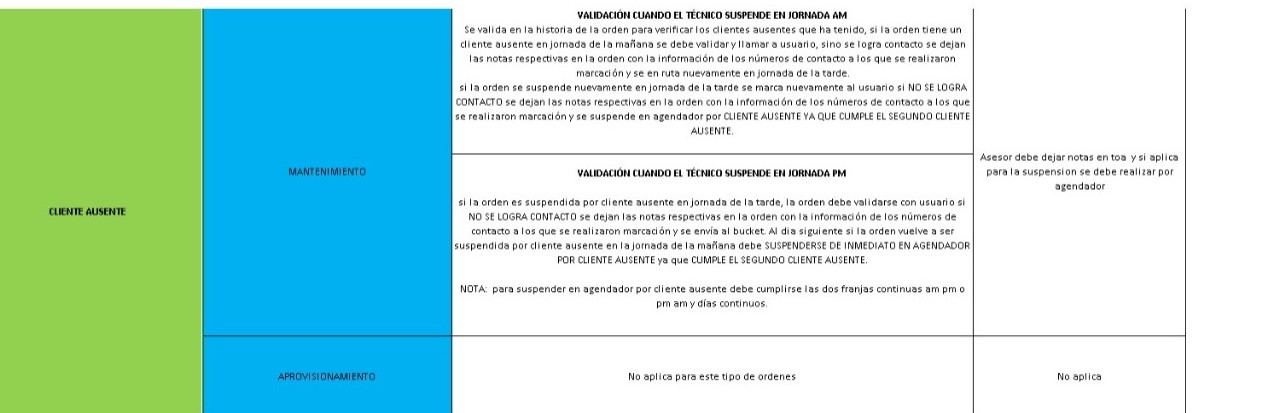 CLIENTE AUSENTE
MANTENIMIENTO
VALIDACIÓN CUANDO EL TÉCNICO SUSPENDE EN JORNADA AM
Se valida en la historia de la orden para verificar los clientes ausentes que ha tenido, si la orden tiene un
cliente ausente en jornada de la mañana se debe validar y llamar a usuario, sino se logra contacto se dejan
las notas respectivas en la orden con la información de los números de contacto a los que se realizaron
marcación y se en ruta nuevamente en jornada de la tarde.
si la orden se suspende nuevamente en jornada de la tarde se marca nuevamente al usuario si NO SE LOGRA
CONTACTO se dejan las notas respectivas en la orden con la información de los números de contacto a los que
se realizaron marcación y se suspende en agendador por CLIENTE AUSENTE YA QUE CUMPLE EL SEGUNDO CLIENTE
AUSENTE.
VALIDACIÓN CUANDO EL TÉCNICO SUSPENDE EN JORNADA PM
si la orden es suspendida por cliente ausente en jornada de la tarde, la orden debe validarse con usuario si
NO SE LOGRA CONTACTO se dejan las notas respectivas en la orden con la información de los números de
contacto a los que se realizaron marcación y se envía al bucket. Al dia siguiente si la orden vuelve a ser
suspendida por cliente ausente en la jornada de la mañana debe SUSPENDERSE DE INMEDIATO EN AGENDADOR
POR CLIENTE AUSENTE ya que CUMPLE EL SEGUNDO CLIENTE AUSENTE.
NOTA: para suspender en agendador por cliente ausente debe cumplirse las dos franjas continuas am pm o
pm am y días continuos.
Asesor debe dejar notas en toa y si aplica
para la suspension se debe realizar por
agendador
APROVISIONAMIENTO
No aplica para este tipo de ordenes
No aplica